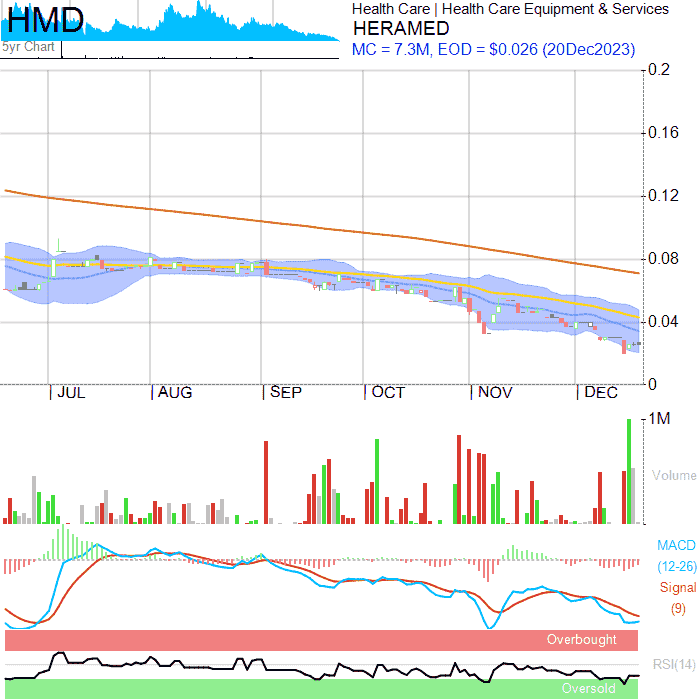 HMD
5yr Chart
Health Care | Health Care Equipment & Services
HERAMED
MC = 7.3M, EOD = $0.026 (20Dec2023)
0.2
0.16
0.12
0.08
0.04
0
JUL
AUG
SEP
OCT
NOV
DEC
1M
Volume
MACD
(12-26)
Signal
(9)
Overbought
RSI(14)
Oversold